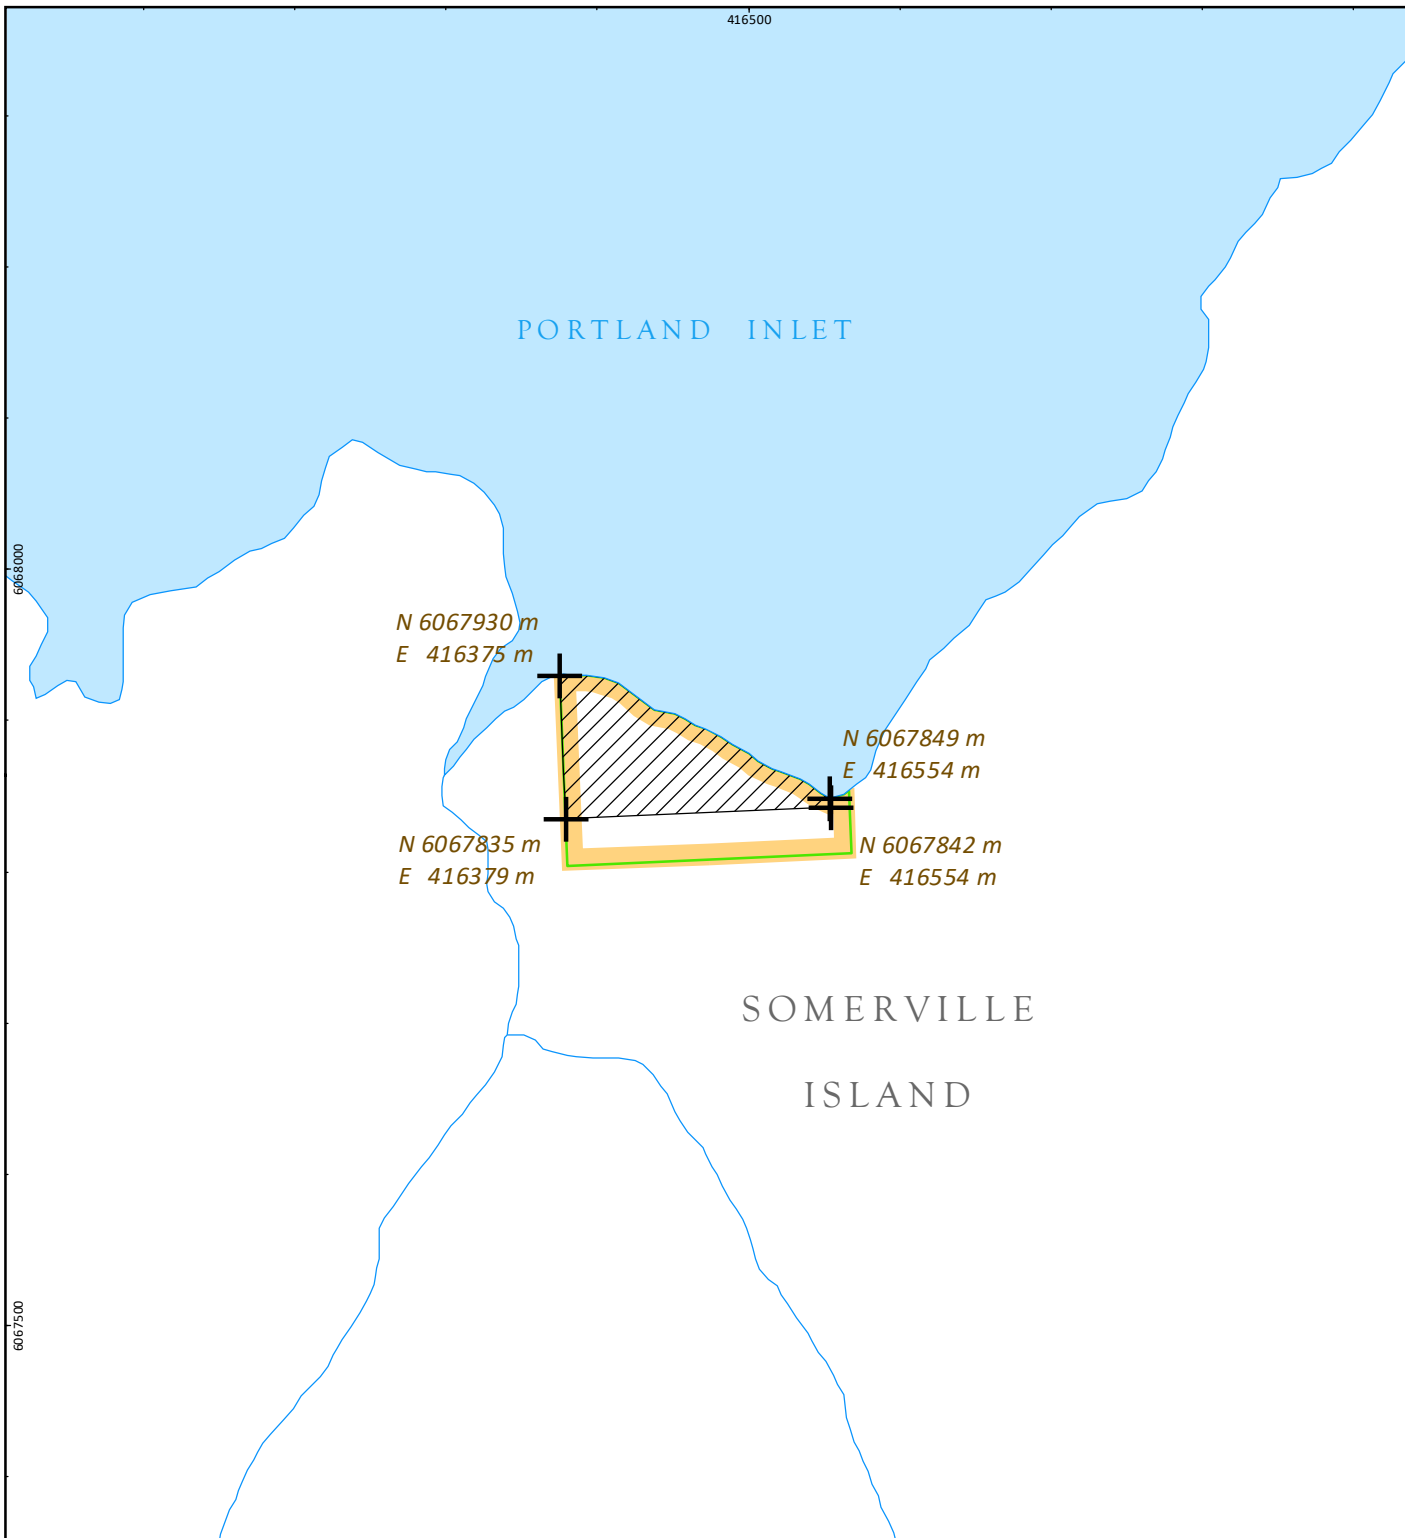 416500
PORTLAND INLET
6068000
N 6067930 m
E 416375 m
N 6067849 m
E 416554 m
N 6067835 m
E 416379 m
N 6067842 m
E 416554 m
SOMERVILLE
ISLAND
6067500